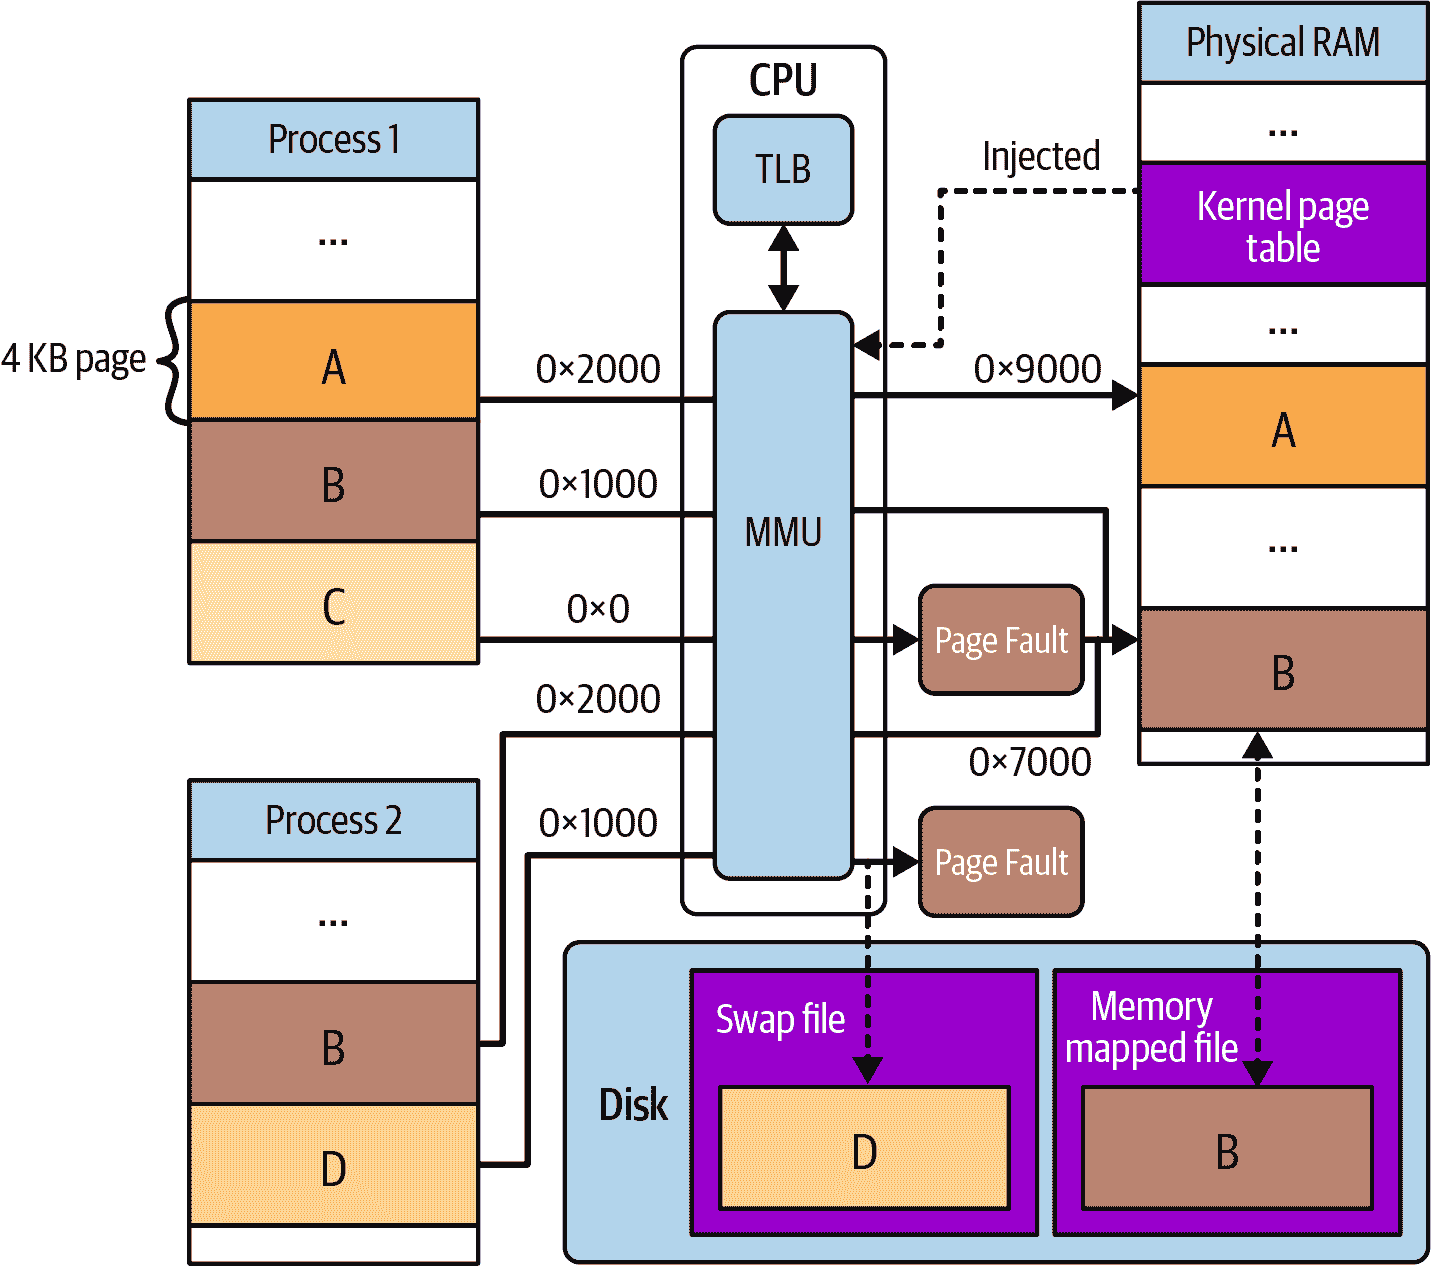 Process 1
...
4 KB page
A
B
C
Process 2
...
B
D
CPU
TLB
MMU
0×2000
0×1000
0×0
0×2000
0×1000
Injected
0×9000
Page Fault
0×7000
Page Fault
Physical RAM
...
Kernel page
table
...
A
...
B
Disk
Swap file
D
Memory
mapped file
B